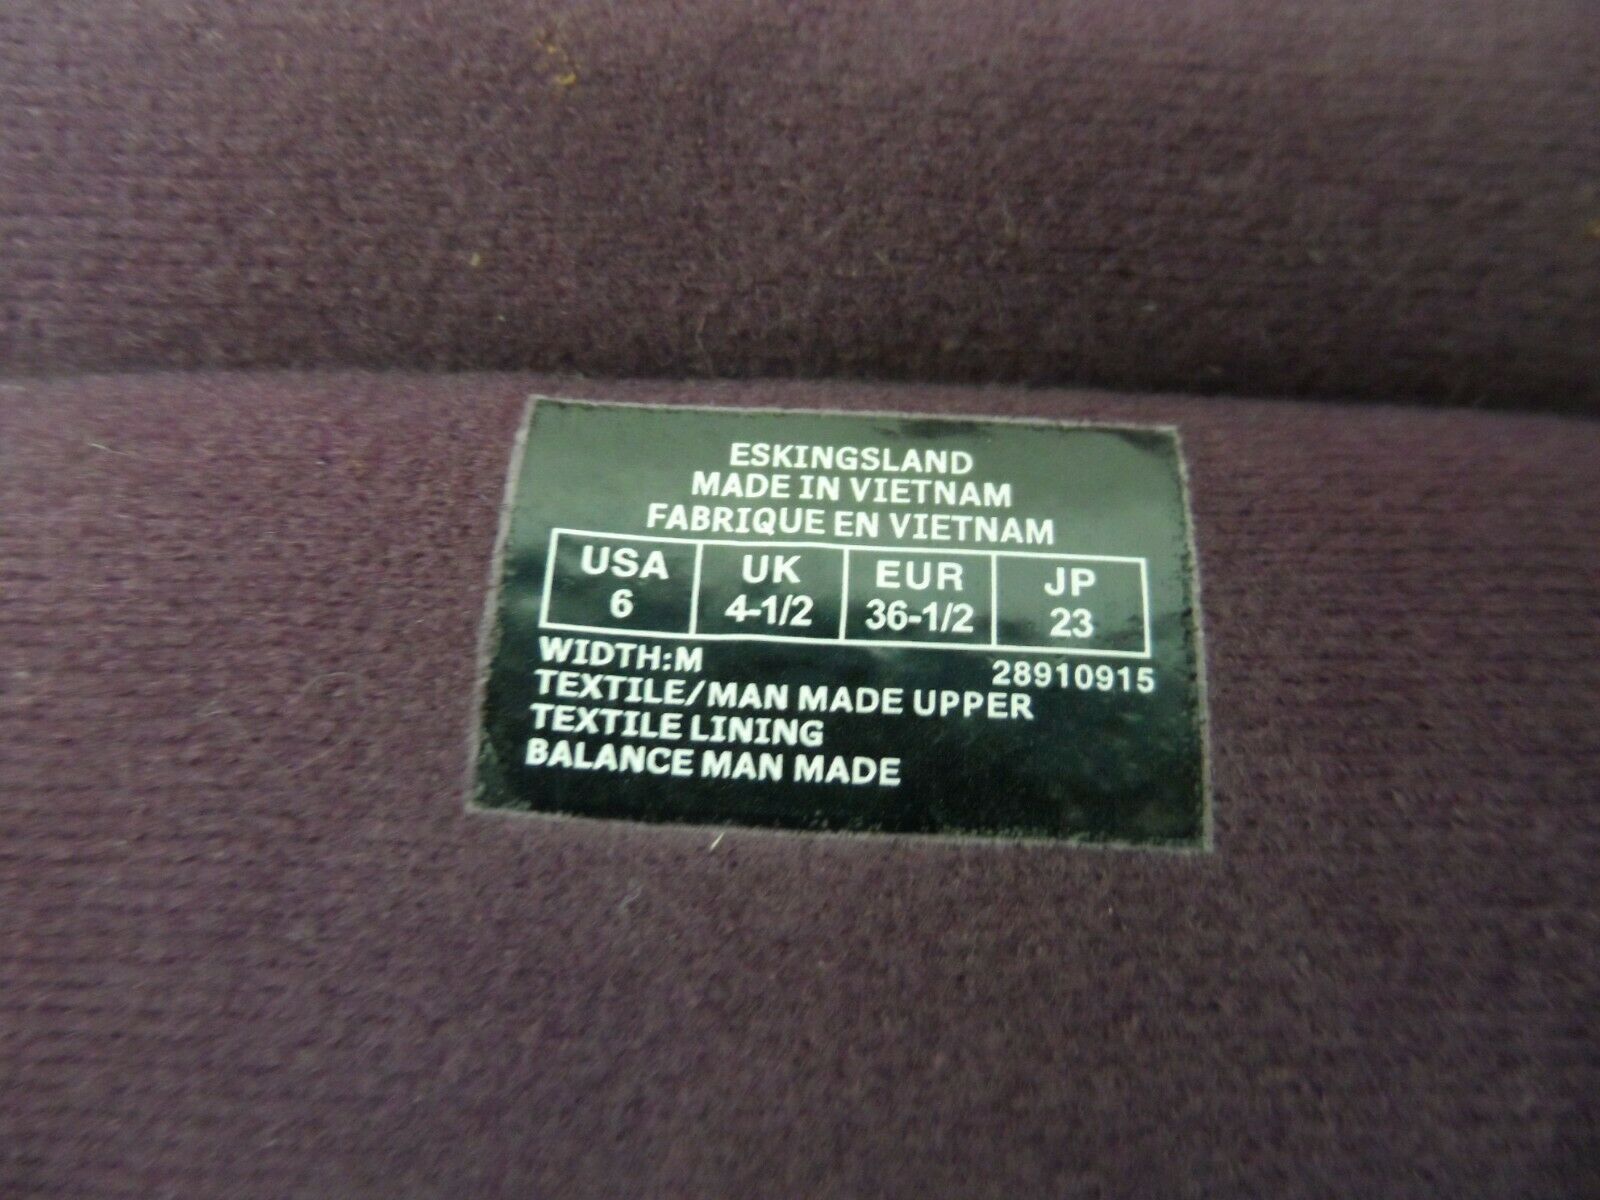 ESKINGSLAND
MADE IN VIETNAM
FABRIQUE EN VIETNAM
USA UK EUR JP
6 4-1/2 36-1/2 23
WIDTH:M 28910915
TEXTILE/MAN MADE UPPER
TEXTILE LINING
BALANCE MAN MADE